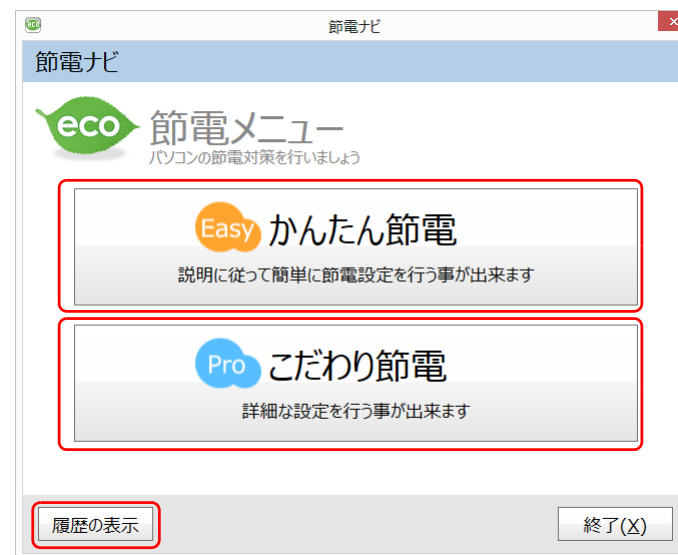 eco 節電ナビ
節電ナビ
eco
節電メニュー
パソコンの節電対策を行いましょう
Easy かんたん節電
説明に従って簡単に節電設定を行う事が出来ます
Pro こだわり節電
詳細な設定を行う事が出来ます
履歴の表示 終了(X)